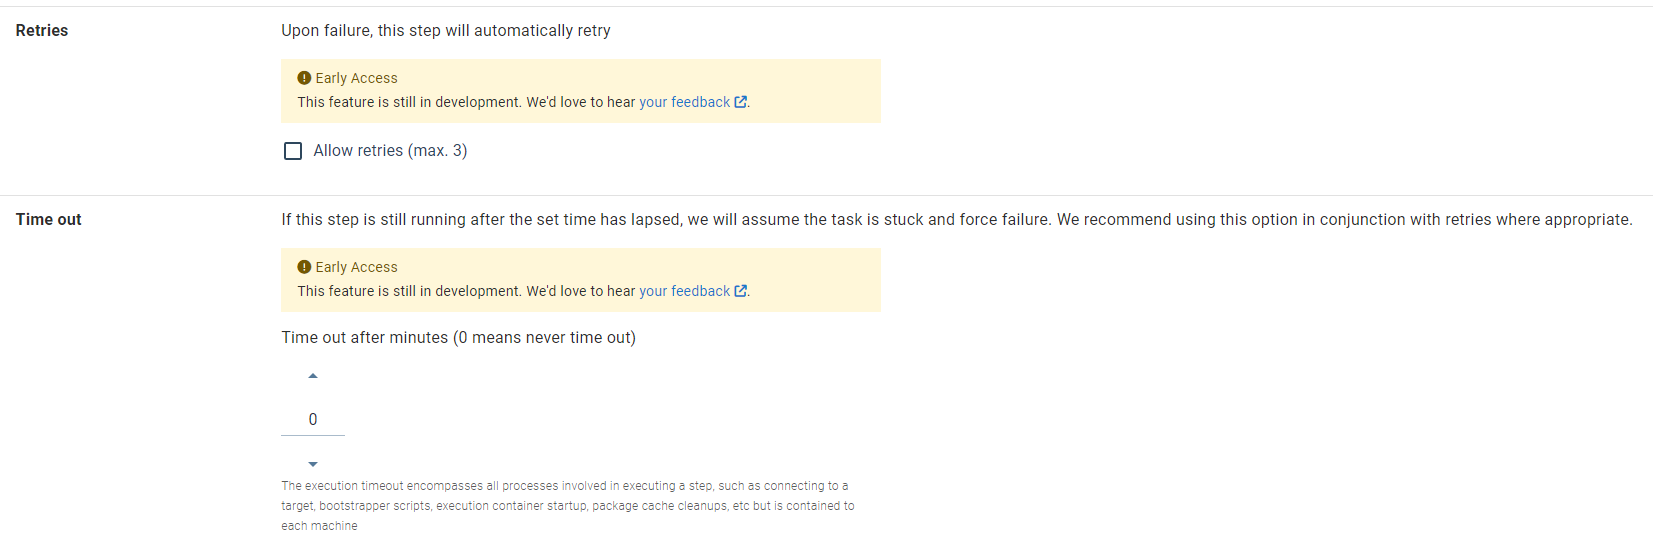 Retries
Upon failure, this step will automatically retry
Early Access
This feature is still in development. We'd love to hear your feedback.
Allow retries (max. 3)
Time out
If this step is still running after the set time has lapsed, we will assume the task is stuck and force failure. We recommend using this option in conjunction with retries where appropriate.
Early Access
This feature is still in development. We'd love to hear your feedback.
Time out after minutes (0 means never time out)
0
The execution timeout encompasses all processes involved in executing a step, such as connecting to a
target, bootstrapper scripts, execution container startup, package cache cleanups, etc but is contained to
each machine